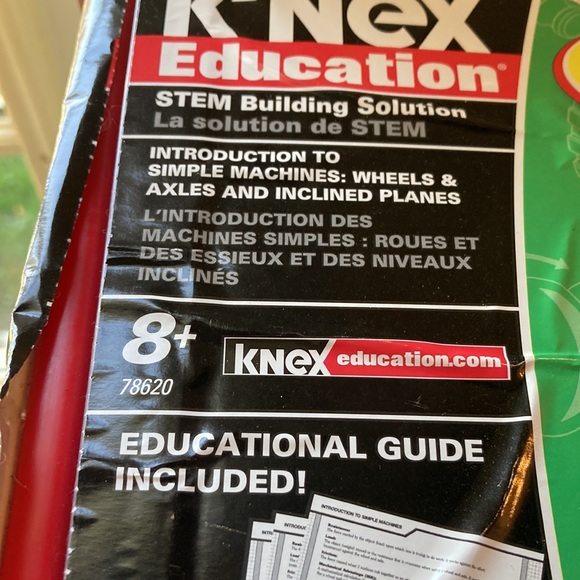 K'NEX
Education®
STEM Building Solution
La solution de STEM
INTRODUCTION TO
SIMPLE MACHINES: WHEELS &
AXLES AND INCLINED PLANES
L'INTRODUCTION DES
MACHINES SIMPLES : ROUES ET
DES ESSIEUX ET DES NIVEAUX
INCLINÉS
8+
78620
K'NEX education.com
EDUCATIONAL GUIDE
INCLUDED!
INTRODUCTION TO SIMPLE MACHINES